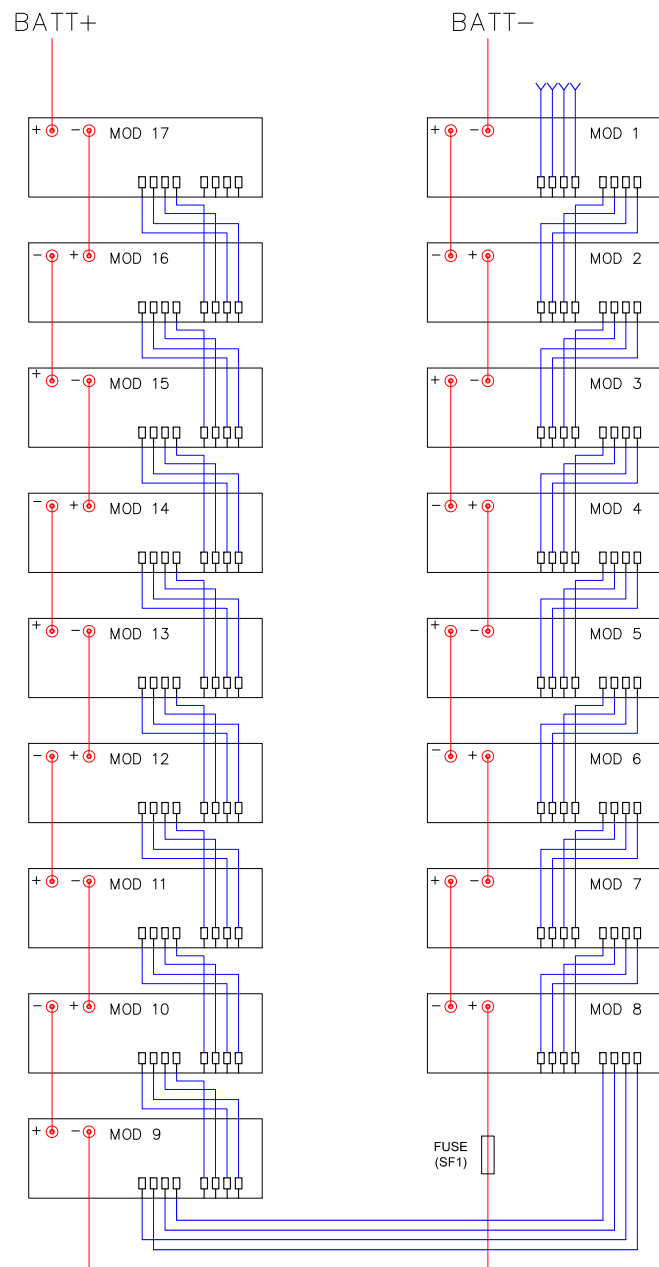 BATT+
BATT−
+ − MOD 17
+ − MOD 1
− + MOD 16
− + MOD 2
+ − MOD 15
+ − MOD 3
− + MOD 14
− + MOD 4
+ − MOD 13
+ − MOD 5
− + MOD 12
− + MOD 6
+ − MOD 11
+ − MOD 7
− + MOD 10
− + MOD 8
+ − MOD 9
FUSE
(SF1)